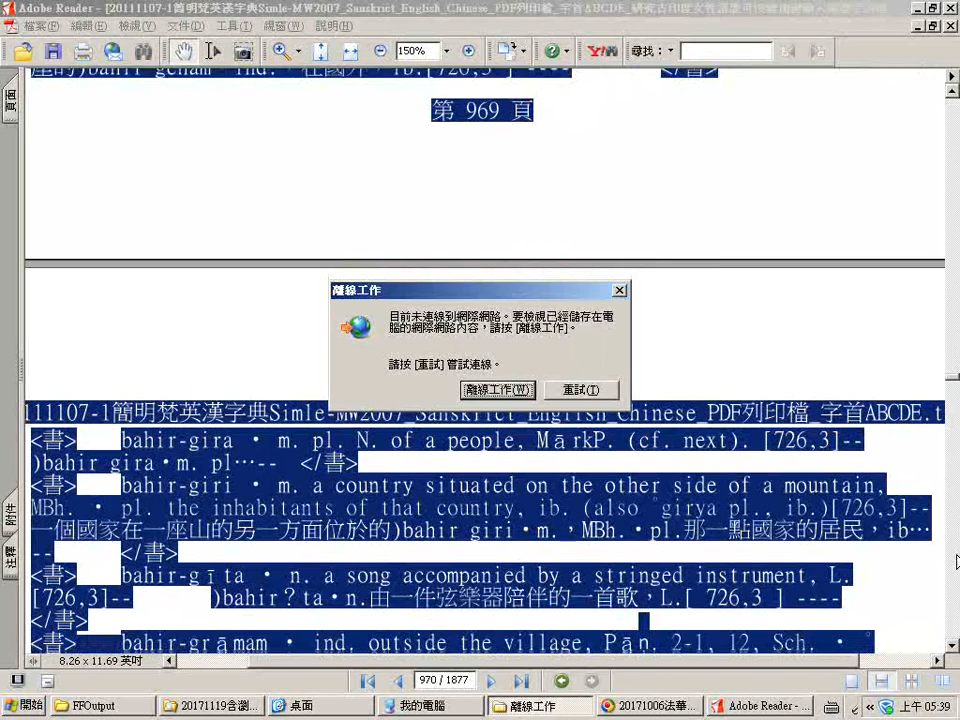 Adobe Reader - [20111107-1簡明梵英漢字典Simle-MW2007_Sanskrit_English_Chinese_PDF列印檔_字首ABCDE
檔案(F) 編輯(E) 檢視(V) 文件(D) 工具(T) 視窗(W) 說明(H)
150% 尋找:
第 969 頁
離線工作
目前未連線到網際網路。要檢視已經儲存在電
腦的網際網路內容，請按 [離線工作]。
請按 [重試] 嘗試連線。
離線工作(W) 重試(T)
111107-1簡明梵英漢字典Simle-MW2007_Sanskrict_English_Chinese_PDF列印檔_字首ABCDE.t
<書> bahir-gira · m. pl. N. of a people, MārkP. (cf. next). [726,3]--
)bahir gira·m. pl…-- </書>
<書> bahir-giri · m. a country situated on the other side of a mountain,
MBh. · pl. the inhabitants of that country, ib. (also °girya pl., ib.)[726,3]--
一個國家在一座山的另一方面位於的)bahir giri·m.，MBh.·pl.那一點國家的居民，ib…
-- </書>
<書> bahir-gīta · n. a song accompanied by a stringed instrument, L.
[726,3]-- )bahir？ta·n.由一件弦樂器陪伴的一首歌，L.[ 726,3 ] ----
</書>
<書> bahir-grāmam · ind. outside the village, Pāṇ. 2-1, 12, Sch. · °
頁面
附件
注釋
8.26 x 11.69 英吋
970 / 1877
開始 FFOutput 20171119含瀏... 桌面 我的電腦 離線工作 20171006法華... Adobe Reader - ... 上午 05:39